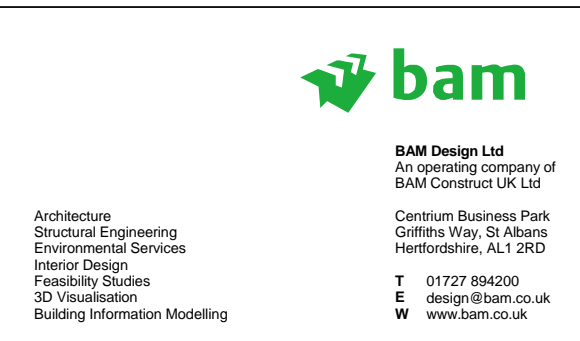 bam
BAM Design Ltd
An operating company of
BAM Construct UK Ltd
Architecture
Structural Engineering
Environmental Services
Interior Design
Feasibility Studies
3D Visualisation
Building Information Modelling
Centrium Business Park
Griffiths Way, St Albans
Hertfordshire, AL1 2RD
T 01727 894200
E design@bam.co.uk
W www.bam.co.uk